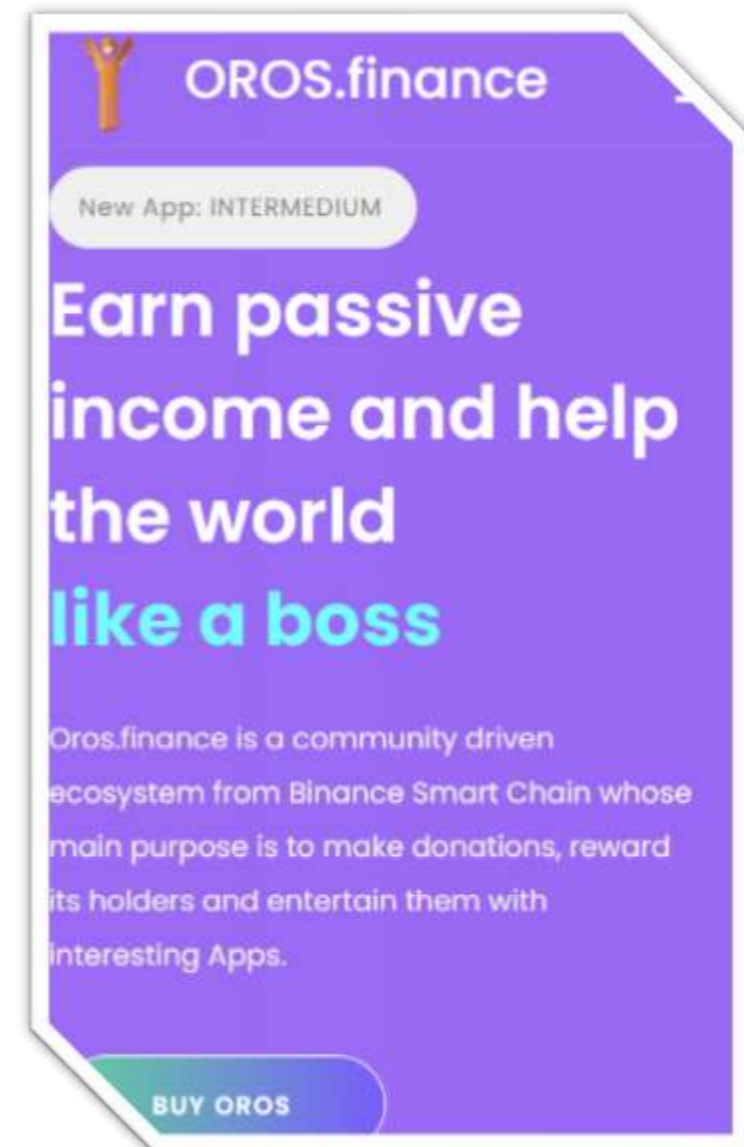 OROS.finance
New App: INTERMEDIUM
Earn passive
income and help
the world
like a boss
Oros.finance is a community driven
ecosystem from Binance Smart Chain whose
main purpose is to make donations, reward
its holders and entertain them with
interesting Apps.
BUY OROS